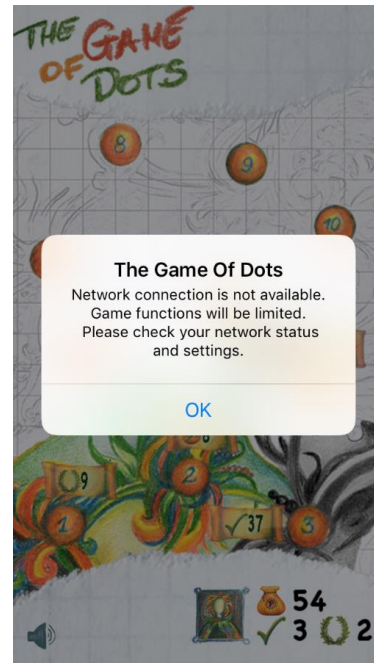 THE GAME
OF DOTS
8
9
10
The Game Of Dots
Network connection is not available.
Game functions will be limited.
Please check your network status
and settings.
OK
9
2
1
37
3
54
3 2